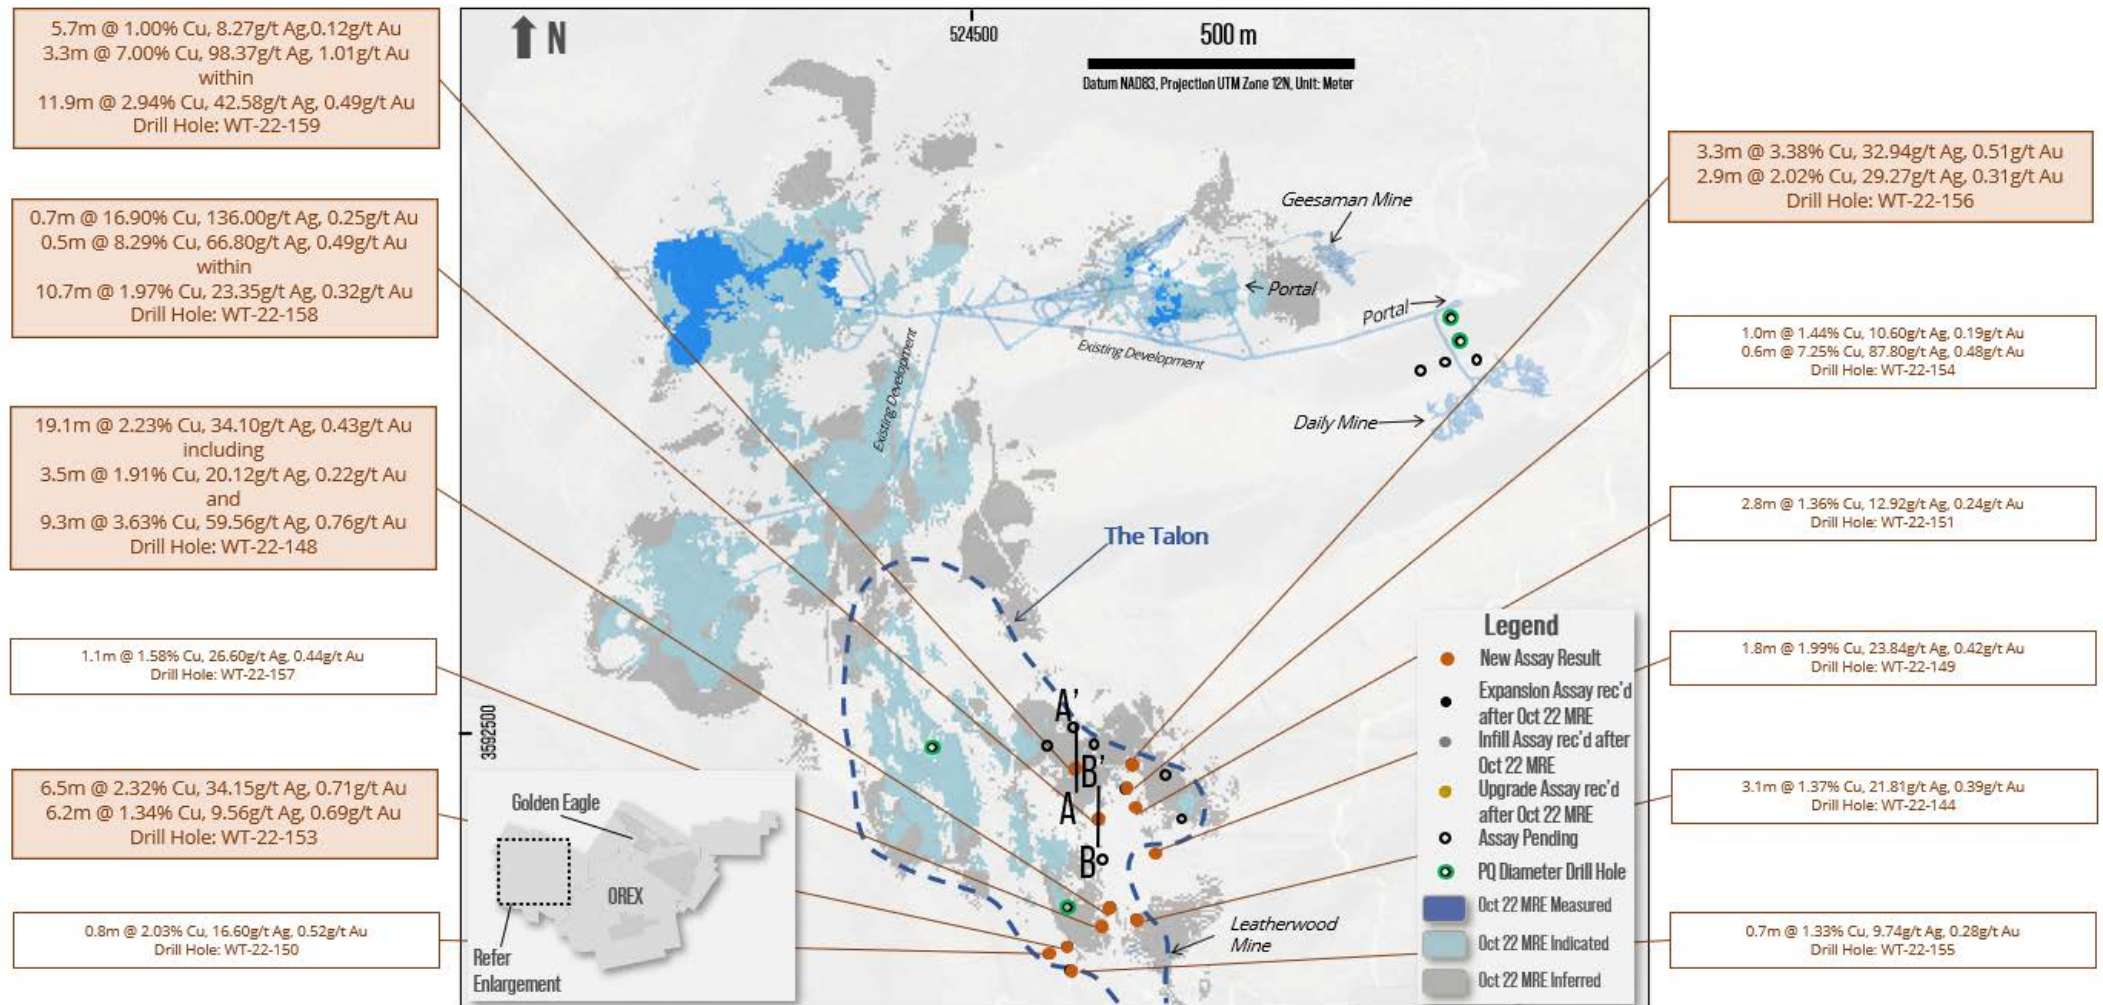 5.7m @ 1.00% Cu, 8.27g/t Ag,0.12g/t Au
3.3m @ 7.00% Cu, 98.37g/t Ag, 1.01g/t Au
within
11.9m @ 2.94% Cu, 42.58g/t Ag, 0.49g/t Au
Drill Hole: WT-22-159
0.7m @ 16.90% Cu, 136.00g/t Ag, 0.25g/t Au
0.5m @ 8.29% Cu, 66.80g/t Ag, 0.49g/t Au
within
10.7m @ 1.97% Cu, 23.35g/t Ag, 0.32g/t Au
Drill Hole: WT-22-158
19.1m @ 2.23% Cu, 34.10g/t Ag, 0.43g/t Au
including
3.5m @ 1.91% Cu, 20.12g/t Ag, 0.22g/t Au
and
9.3m @ 3.63% Cu, 59.56g/t Ag, 0.76g/t Au
Drill Hole: WT-22-148
1.1m @ 1.58% Cu, 26.60g/t Ag, 0.44g/t Au
Drill Hole: WT-22-157
6.5m @ 2.32% Cu, 34.15g/t Ag, 0.71g/t Au
6.2m @ 1.34% Cu, 9.56g/t Ag, 0.69g/t Au
Drill Hole: WT-22-153
0.8m @ 2.03% Cu, 16.60g/t Ag, 0.52g/t Au
Drill Hole: WT-22-150
N
524500
500 m
Datum NAD83, Projection UTM Zone 12N, Unit: Meter
Geesaman Mine
Portal
Portal
Existing Development
Existing Development
Daily Mine
The Talon
3592500
A'
B'
A
B
Leatherwood
Mine
Golden Eagle
OREX
Refer
Enlargement
Legend
New Assay Result
Expansion Assay rec'd
after Oct 22 MRE
Infill Assay rec'd after
Oct 22 MRE
Upgrade Assay rec'd
after Oct 22 MRE
Assay Pending
PQ Diameter Drill Hole
Oct 22 MRE Measured
Oct 22 MRE Indicated
Oct 22 MRE Inferred
3.3m @ 3.38% Cu, 32.94g/t Ag, 0.51g/t Au
2.9m @ 2.02% Cu, 29.27g/t Ag, 0.31g/t Au
Drill Hole: WT-22-156
1.0m @ 1.44% Cu, 10.60g/t Ag, 0.19g/t Au
0.6m @ 7.25% Cu, 87.80g/t Ag, 0.48g/t Au
Drill Hole: WT-22-154
2.8m @ 1.36% Cu, 12.92g/t Ag, 0.24g/t Au
Drill Hole: WT-22-151
1.8m @ 1.99% Cu, 23.84g/t Ag, 0.42g/t Au
Drill Hole: WT-22-149
3.1m @ 1.37% Cu, 21.81g/t Ag, 0.39g/t Au
Drill Hole: WT-22-144
0.7m @ 1.33% Cu, 9.74g/t Ag, 0.28g/t Au
Drill Hole: WT-22-155